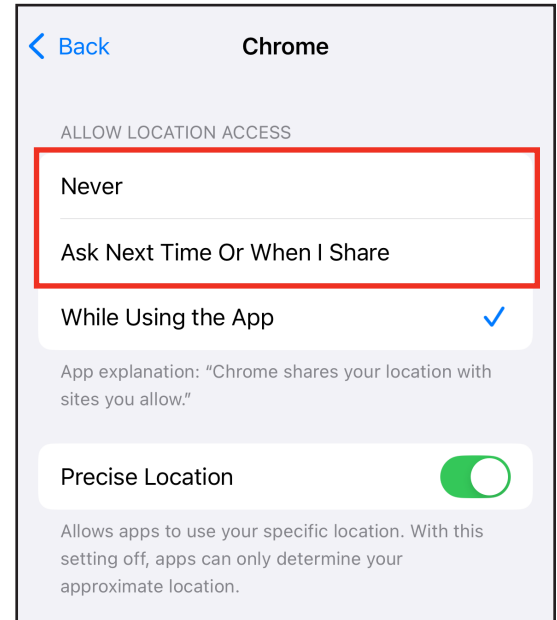 Back
Chrome
ALLOW LOCATION ACCESS
Never
Ask Next Time Or When I Share
While Using the App
App explanation: “Chrome shares your location with
sites you allow.”
Precise Location
Allows apps to use your specific location. With this
setting off, apps can only determine your
approximate location.